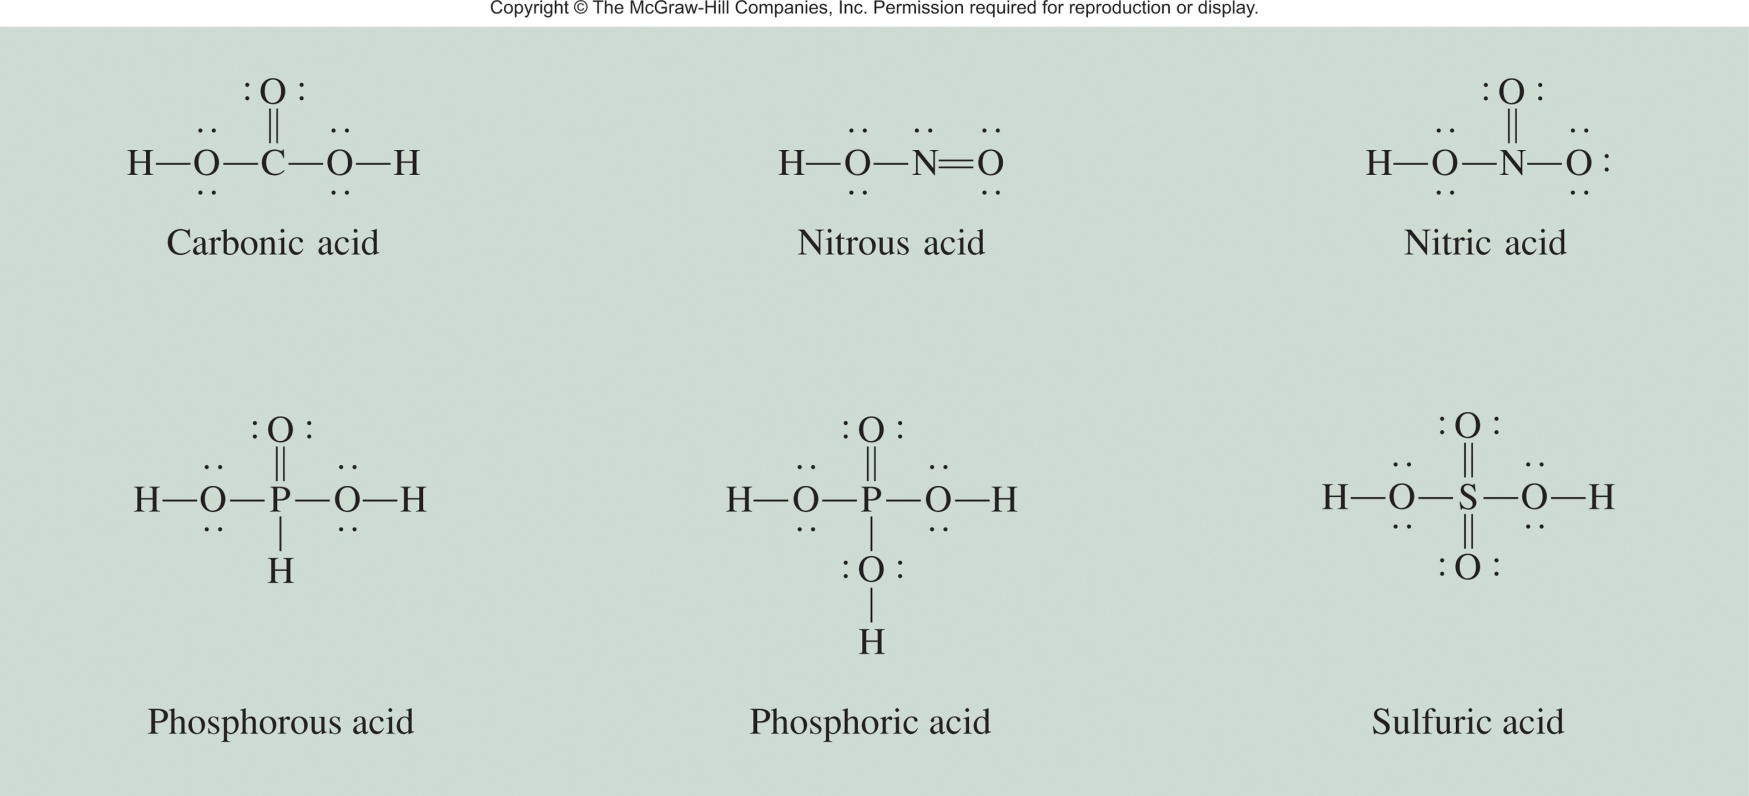 Copyright © The McGraw-Hill Companies, Inc. Permission required for reproduction or display.
:O:
H—O—C—O—H
Carbonic acid
H—O—N=O
Nitrous acid
:O:
H—O—N—O:
Nitric acid
:O:
H—O—P—O—H
H
Phosphorous acid
:O:
H—O—P—O—H
:O:
H
Phosphoric acid
:O:
H—O—S—O—H
:O:
Sulfuric acid